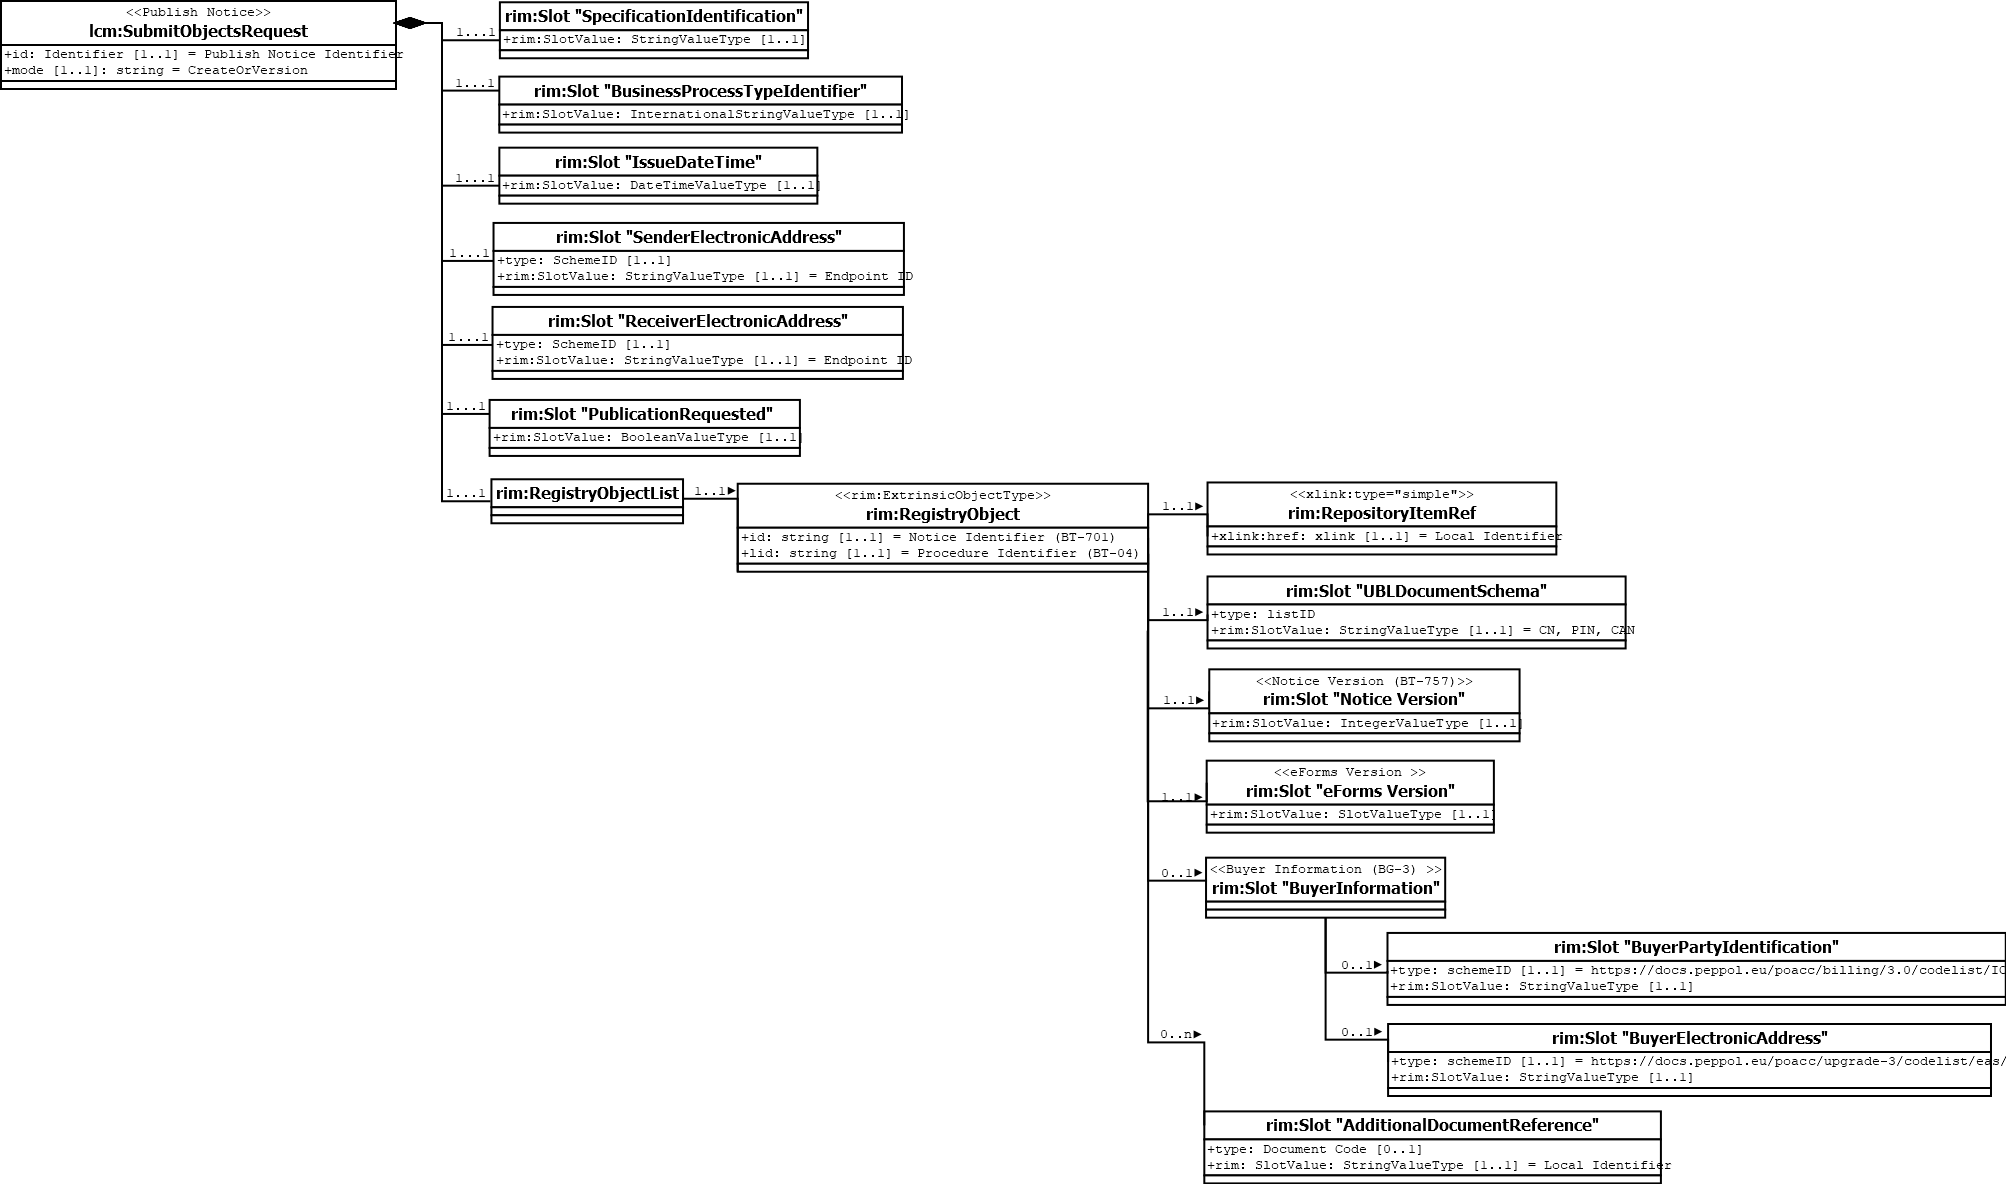 <<Publish Notice>>
lcm:SubmitObjectsRequest
+id: Identifier [1..1] = Publish Notice Identifier
+mode [1..1]: string = CreateOrVersion
1...1
rim:Slot "SpecificationIdentification"
+rim:SlotValue: StringValueType [1..1]
1...1
rim:Slot "BusinessProcessTypeIdentifier"
+rim:SlotValue: InternationalStringValueType [1..1]
1...1
rim:Slot "IssueDateTime"
+rim:SlotValue: DateTimeValueType [1..1]
1...1
rim:Slot "SenderElectronicAddress"
+type: SchemeID [1..1]
+rim:SlotValue: StringValueType [1..1] = Endpoint ID
1...1
rim:Slot "ReceiverElectronicAddress"
+type: SchemeID [1..1]
+rim:SlotValue: StringValueType [1..1] = Endpoint ID
1...1
rim:Slot "PublicationRequested"
+rim:SlotValue: BooleanValueType [1..1]
1...1
rim:RegistryObjectList
1..1
<<rim:ExtrinsicObjectType>>
rim:RegistryObject
+id: string [1..1] = Notice Identifier (BT-701)
+lid: string [1..1] = Procedure Identifier (BT-04)
1..1
<<xlink:type="simple">>
rim:RepositoryItemRef
+xlink:href: xlink [1..1] = Local Identifier
1..1
rim:Slot "UBLDocumentSchema"
+type: listID
+rim:SlotValue: StringValueType [1..1] = CN, PIN, CAN
1..1
<<Notice Version (BT-757)>>
rim:Slot "Notice Version"
+rim:SlotValue: IntegerValueType [1..1]
1..1
<<eForms Version >>
rim:Slot "eForms Version"
+rim:SlotValue: SlotValueType [1..1]
0..1
<<Buyer Information (BG-3) >>
rim:Slot "BuyerInformation"
0..1
rim:Slot "BuyerPartyIdentification"
+type: schemeID [1..1] = https://docs.peppol.eu/poacc/billing/3.0/codelist/IC
+rim:SlotValue: StringValueType [1..1]
0..1
rim:Slot "BuyerElectronicAddress"
+type: schemeID [1..1] = https://docs.peppol.eu/poacc/upgrade-3/codelist/eas/
+rim:SlotValue: StringValueType [1..1]
0..n
rim:Slot "AdditionalDocumentReference"
+type: Document Code [0..1]
+rim: SlotValue: StringValueType [1..1] = Local Identifier